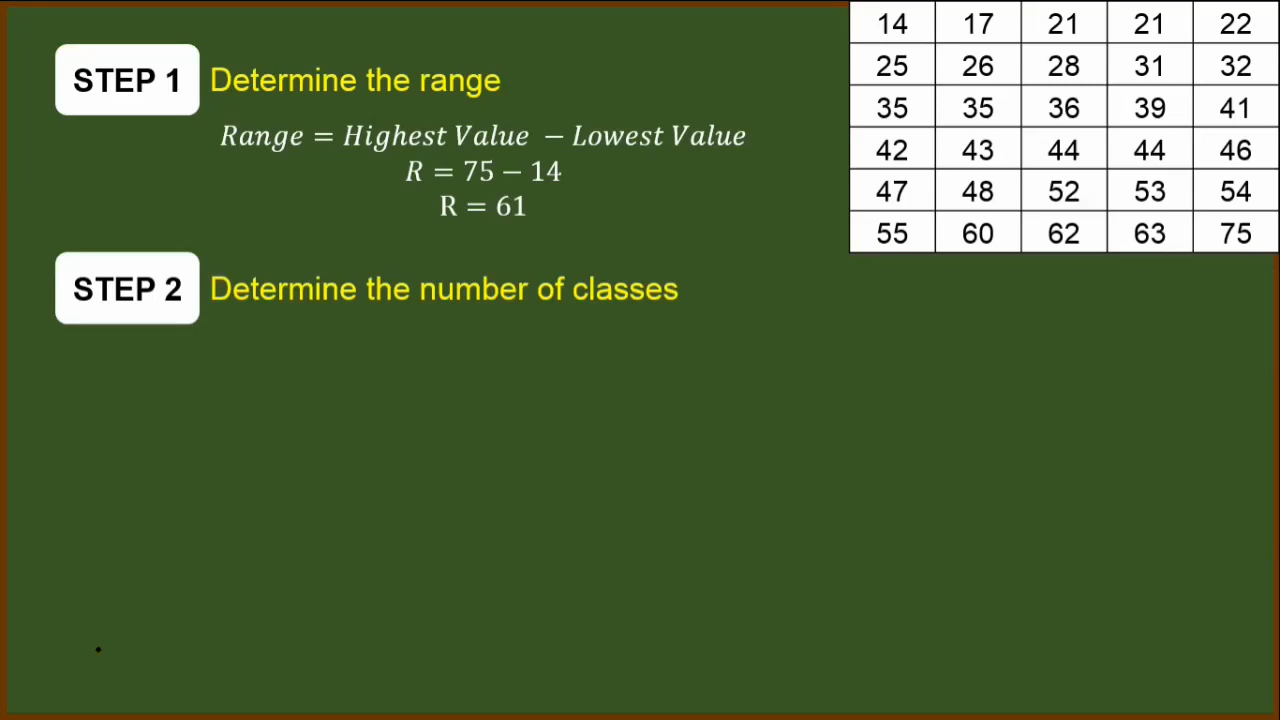 STEP 1 Determine the range
Range = Highest Value − Lowest Value
R = 75 − 14
R = 61
STEP 2 Determine the number of classes
14 17 21 21 22
25 26 28 31 32
35 35 36 39 41
42 43 44 44 46
47 48 52 53 54
55 60 62 63 75